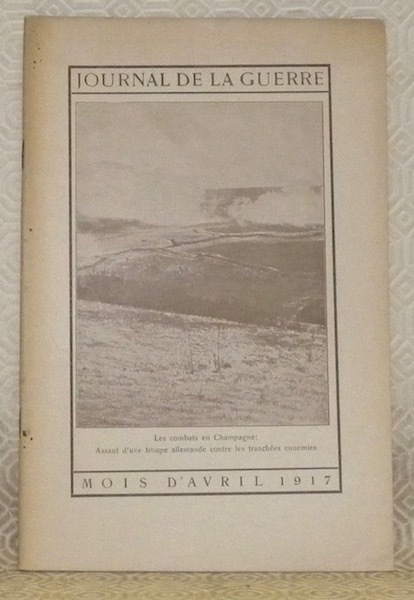 JOURNAL DE LA GUERRE
Les combats en Champagne:
Assaut d'une troupe allemande contre les tranchées ennemies
MOIS D'AVRIL 1917